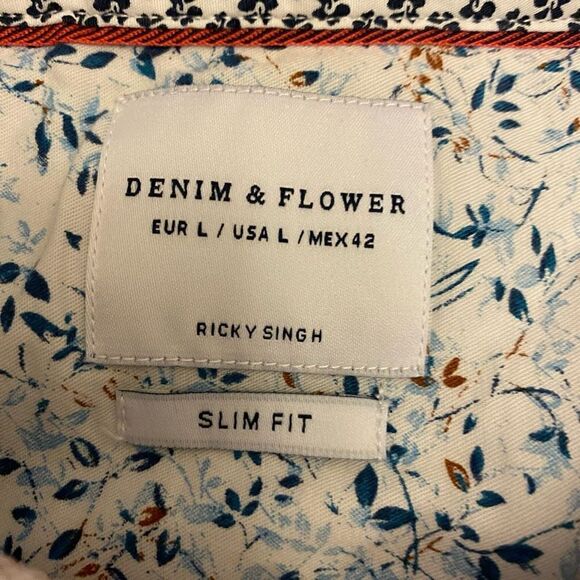 DENIM & FLOWER
EUR L / USA L / MEX 42
RICKY SINGH
SLIM FIT